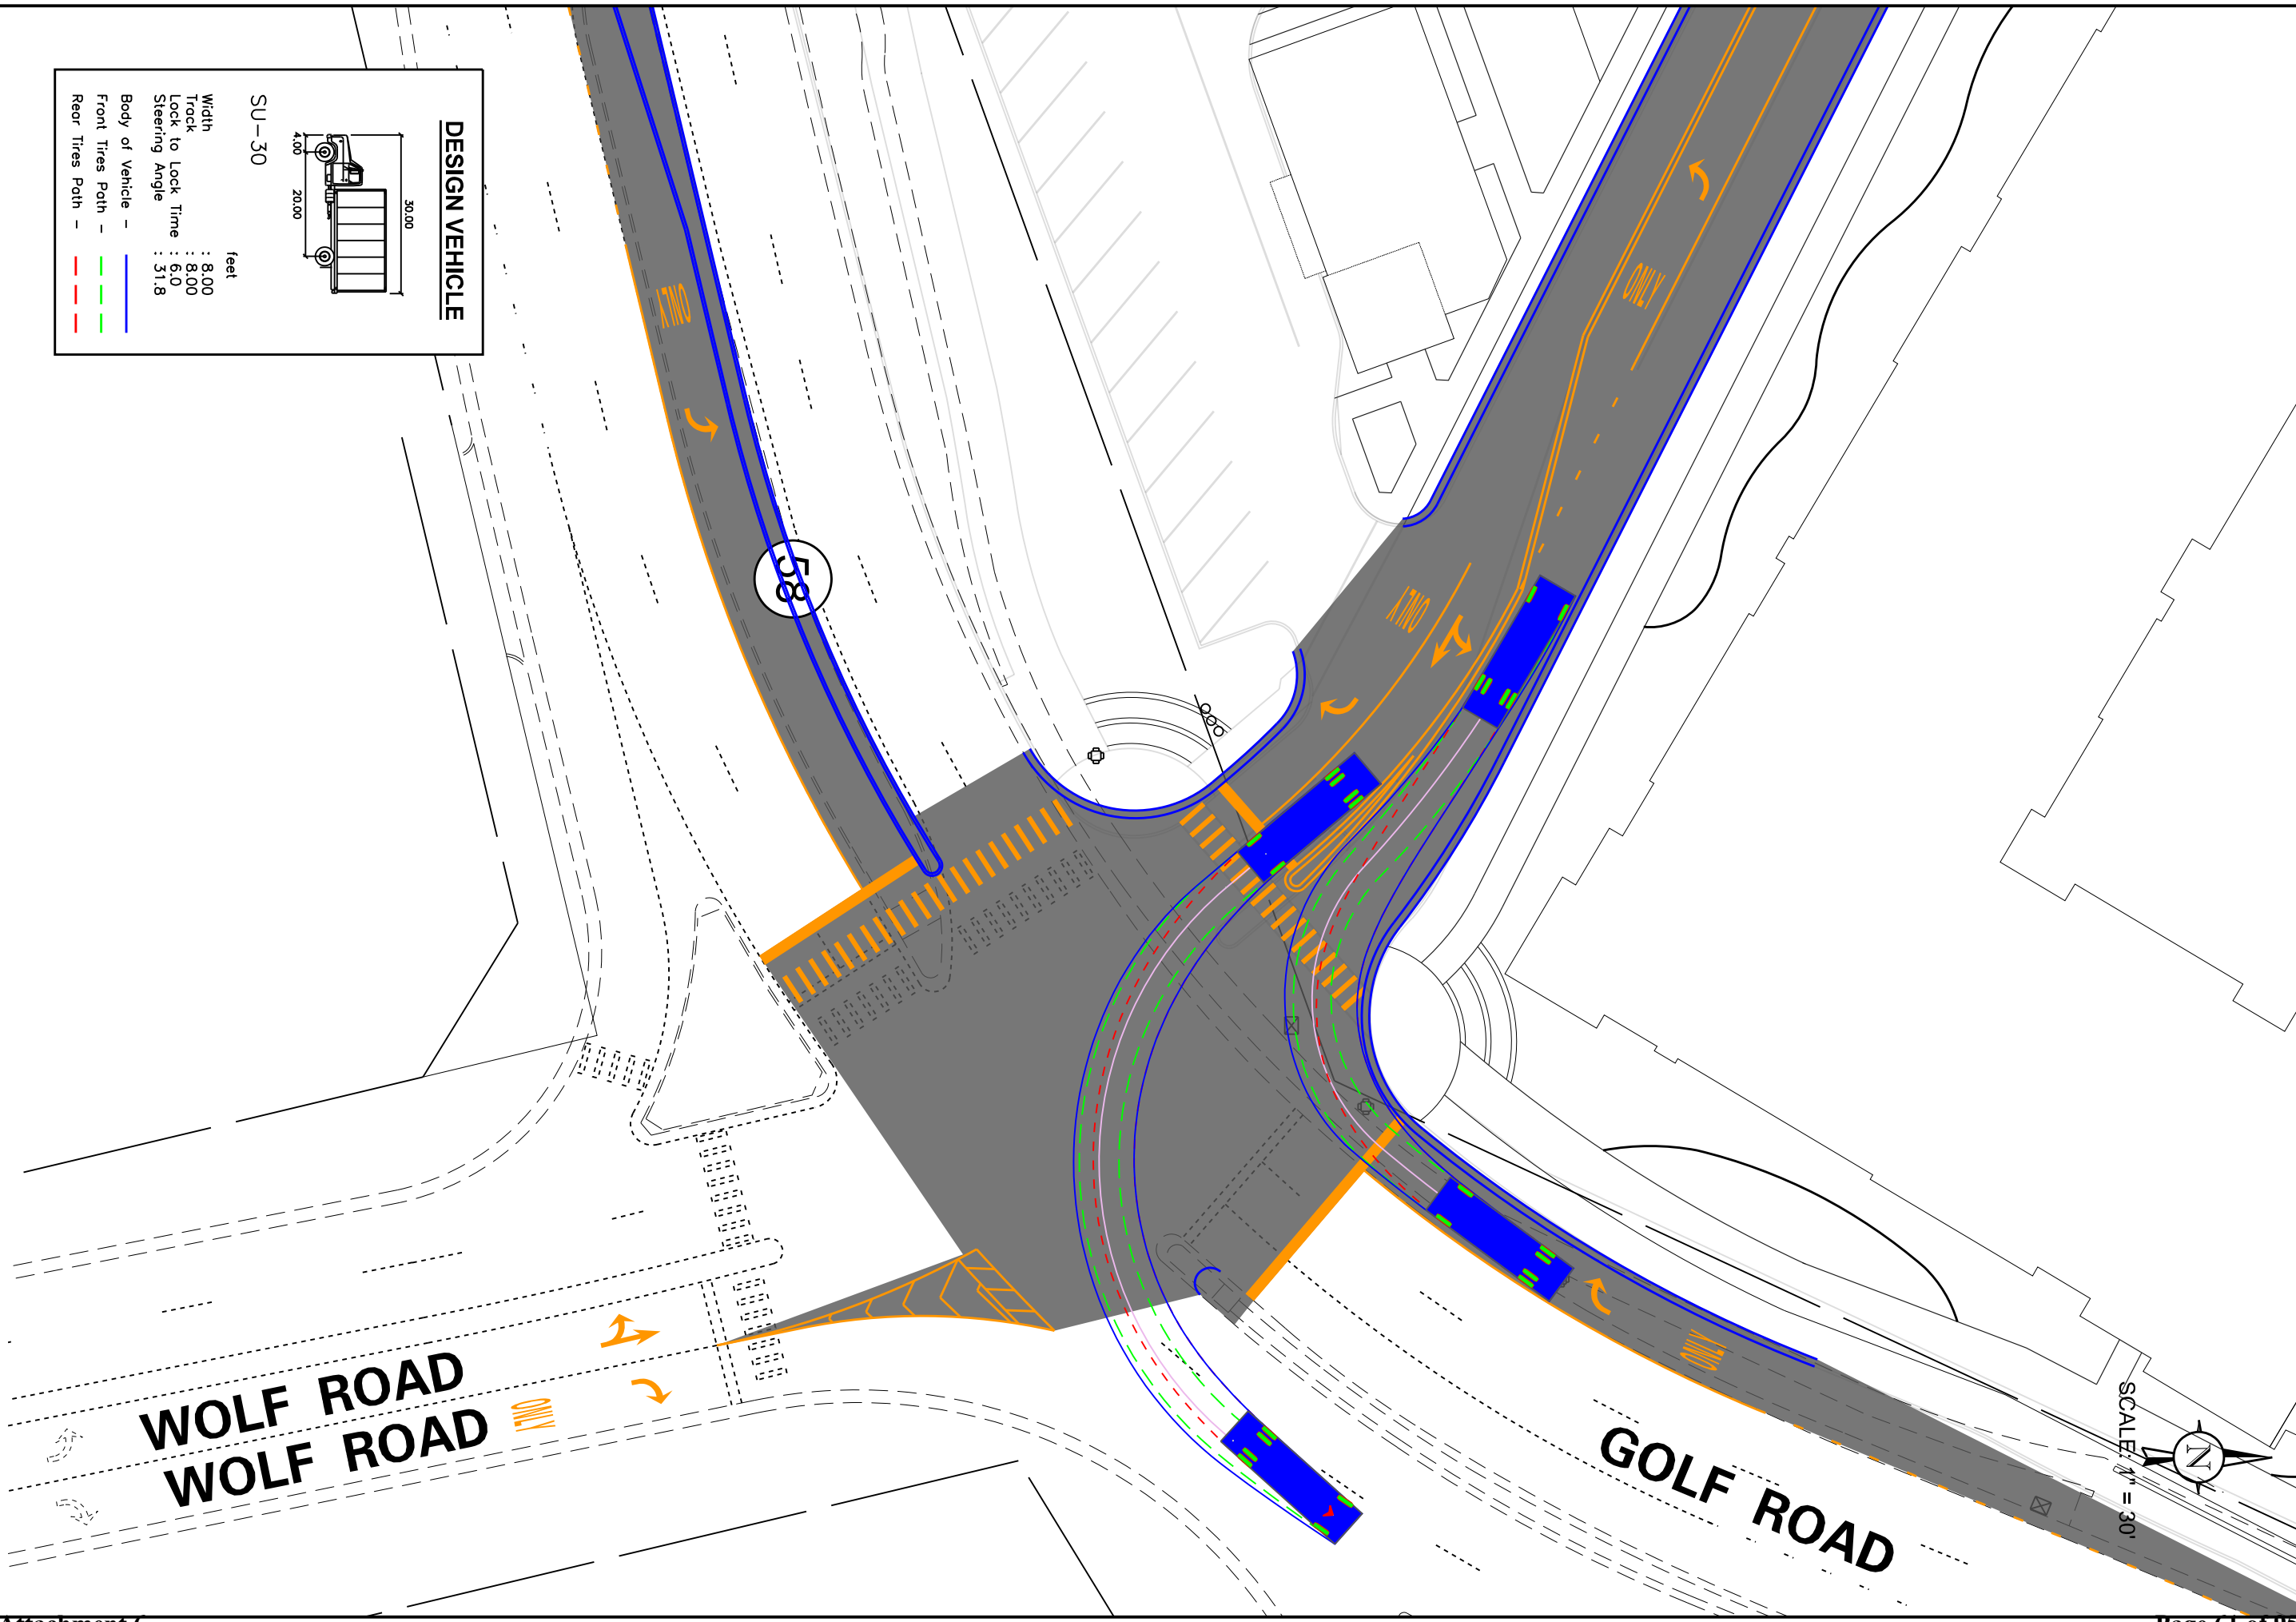 DESIGN VEHICLE
30.00
4.00
20.00
SU-30
feet
Width : 8.00
Track : 8.00
Lock to Lock Time : 6.0
Steering Angle : 31.8
Body of Vehicle -
Front Tires Path -
Rear Tires Path -
ONLY
58
ONLY
ONLY
ONLY
ONLY
WOLF ROAD
WOLF ROAD
GOLF ROAD
SCALE: 1" = 30'
N